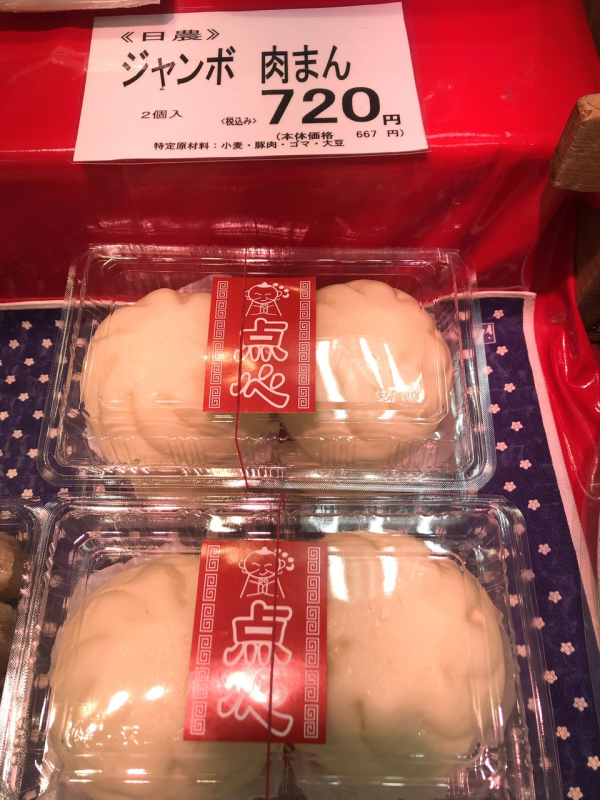 《日農》
ジャンボ 肉まん
2個入 〈税込み〉 720円
(本体価格 667 円)
特定原材料:小麦・豚肉・ゴマ・大豆
点心
点心